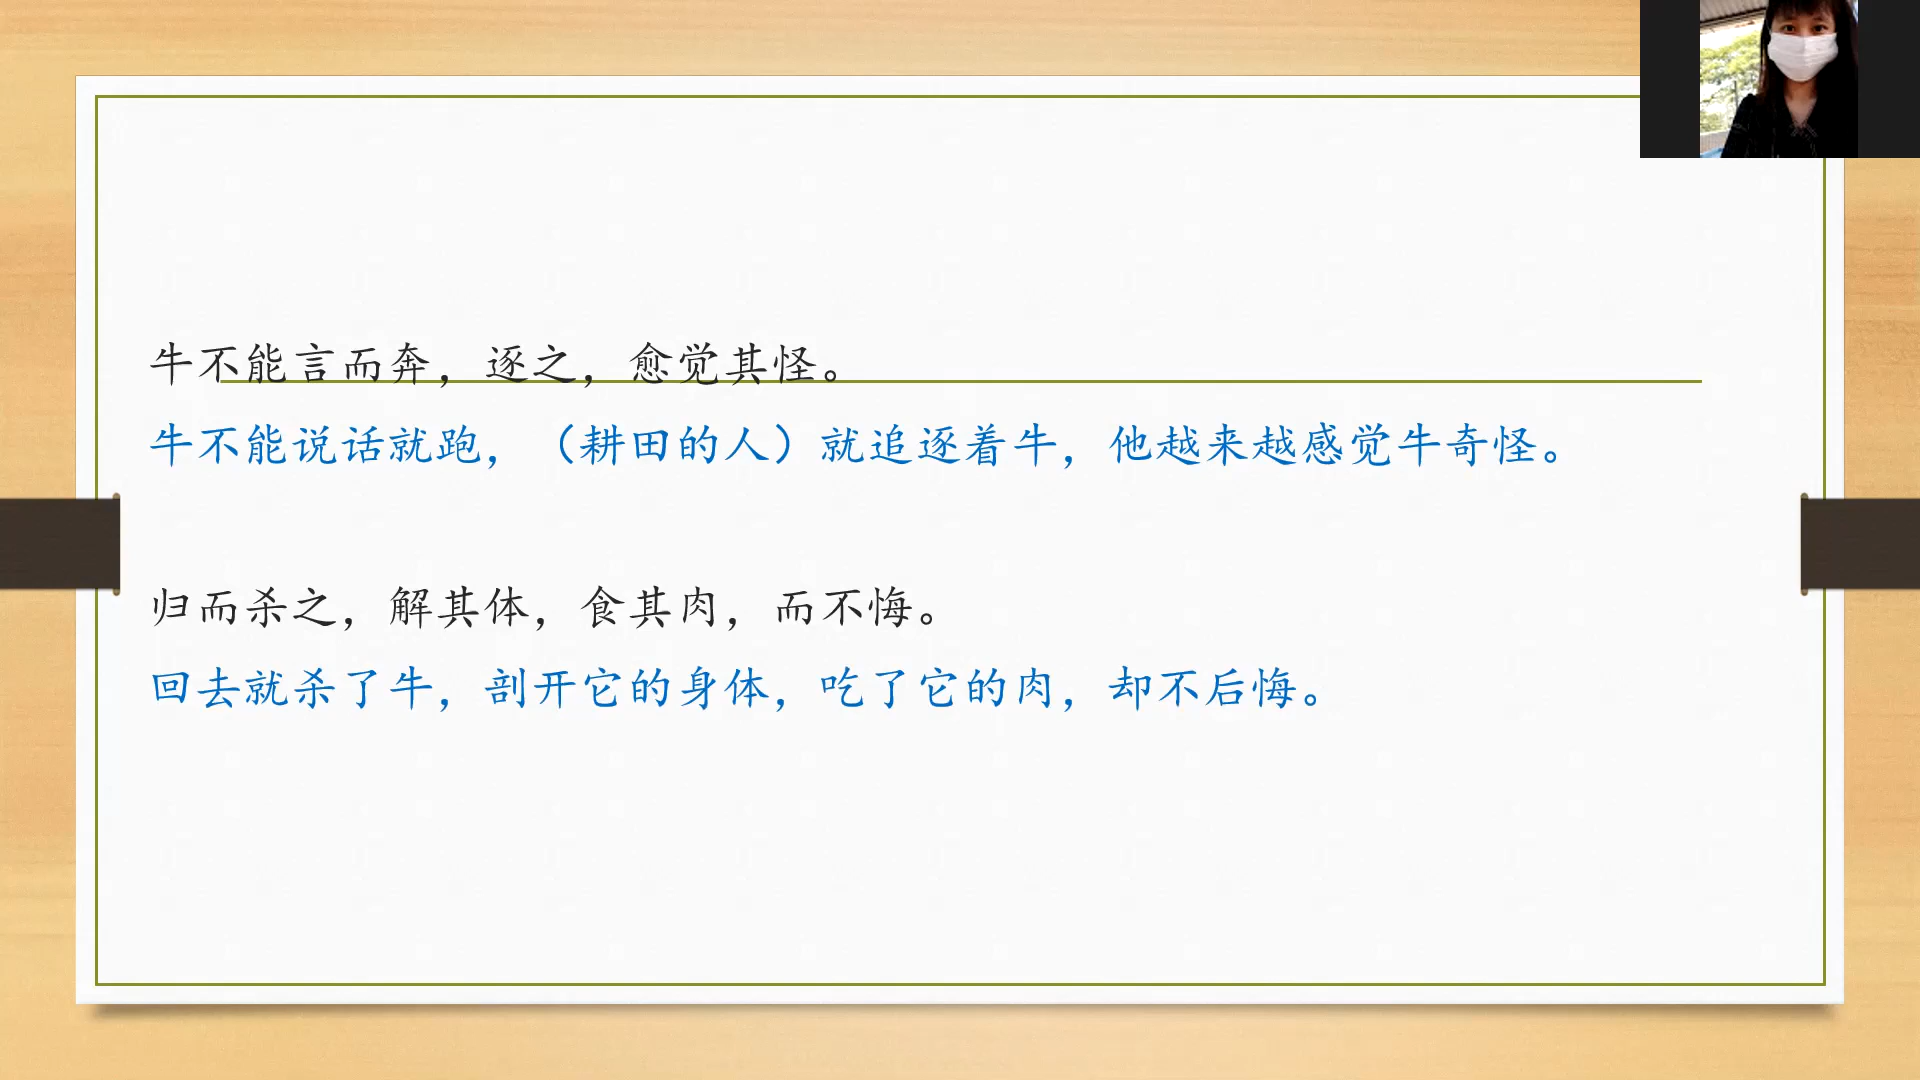 牛不能言而奔，逐之，愈觉其怪。
牛不能说话就跑，（耕田的人）就追逐着牛，他越来越感觉牛奇怪。
归而杀之，解其体，食其肉，而不悔。
回去就杀了牛，剖开它的身体，吃了它的肉，却不后悔。